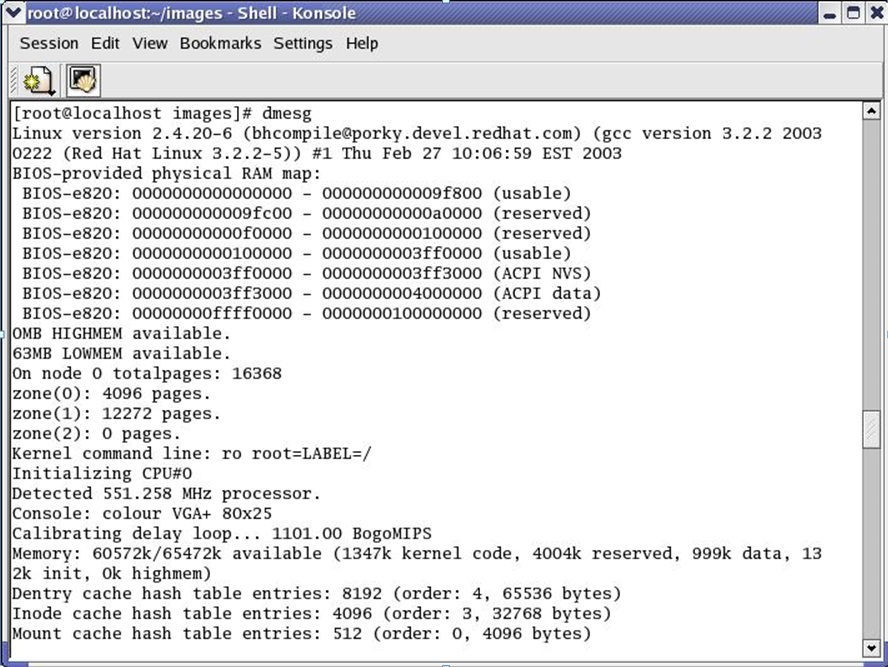 root@localhost:~/images - Shell - Konsole
Session Edit View Bookmarks Settings Help
[root@localhost images]# dmesg
Linux version 2.4.20-6 (bhcompile@porky.devel.redhat.com) (gcc version 3.2.2 2003
0222 (Red Hat Linux 3.2.2-5)) #1 Thu Feb 27 10:06:59 EST 2003
BIOS-provided physical RAM map:
 BIOS-e820: 0000000000000000 - 000000000009f800 (usable)
 BIOS-e820: 000000000009fc00 - 00000000000a0000 (reserved)
 BIOS-e820: 00000000000f0000 - 0000000000100000 (reserved)
 BIOS-e820: 0000000000100000 - 0000000003ff0000 (usable)
 BIOS-e820: 0000000003ff0000 - 0000000003ff3000 (ACPI NVS)
 BIOS-e820: 0000000003ff3000 - 0000000004000000 (ACPI data)
 BIOS-e820: 00000000ffff0000 - 0000000100000000 (reserved)
0MB HIGHMEM available.
63MB LOWMEM available.
On node 0 totalpages: 16368
zone(0): 4096 pages.
zone(1): 12272 pages.
zone(2): 0 pages.
Kernel command line: ro root=LABEL=/
Initializing CPU#0
Detected 551.258 MHz processor.
Console: colour VGA+ 80x25
Calibrating delay loop... 1101.00 BogoMIPS
Memory: 60572k/65472k available (1347k kernel code, 4004k reserved, 999k data, 13
2k init, 0k highmem)
Dentry cache hash table entries: 8192 (order: 4, 65536 bytes)
Inode cache hash table entries: 4096 (order: 3, 32768 bytes)
Mount cache hash table entries: 512 (order: 0, 4096 bytes)